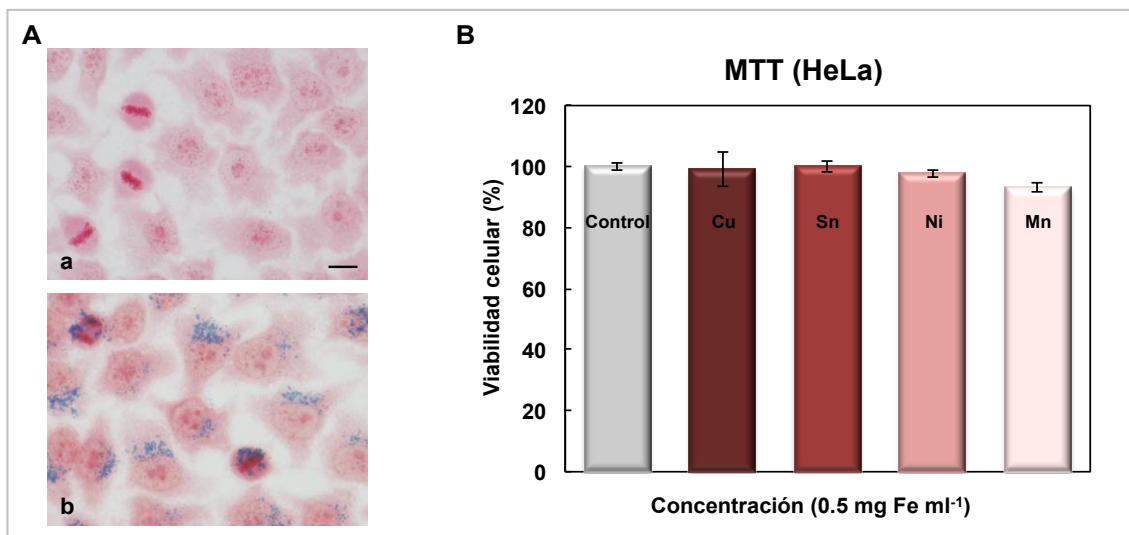 A
a
b
B
MTT (HeLa)
Viabilidad celular (%)
120
100
80
60
40
20
0
Control
Cu
Sn
Ni
Mn
Concentración (0.5 mg Fe ml⁻¹)